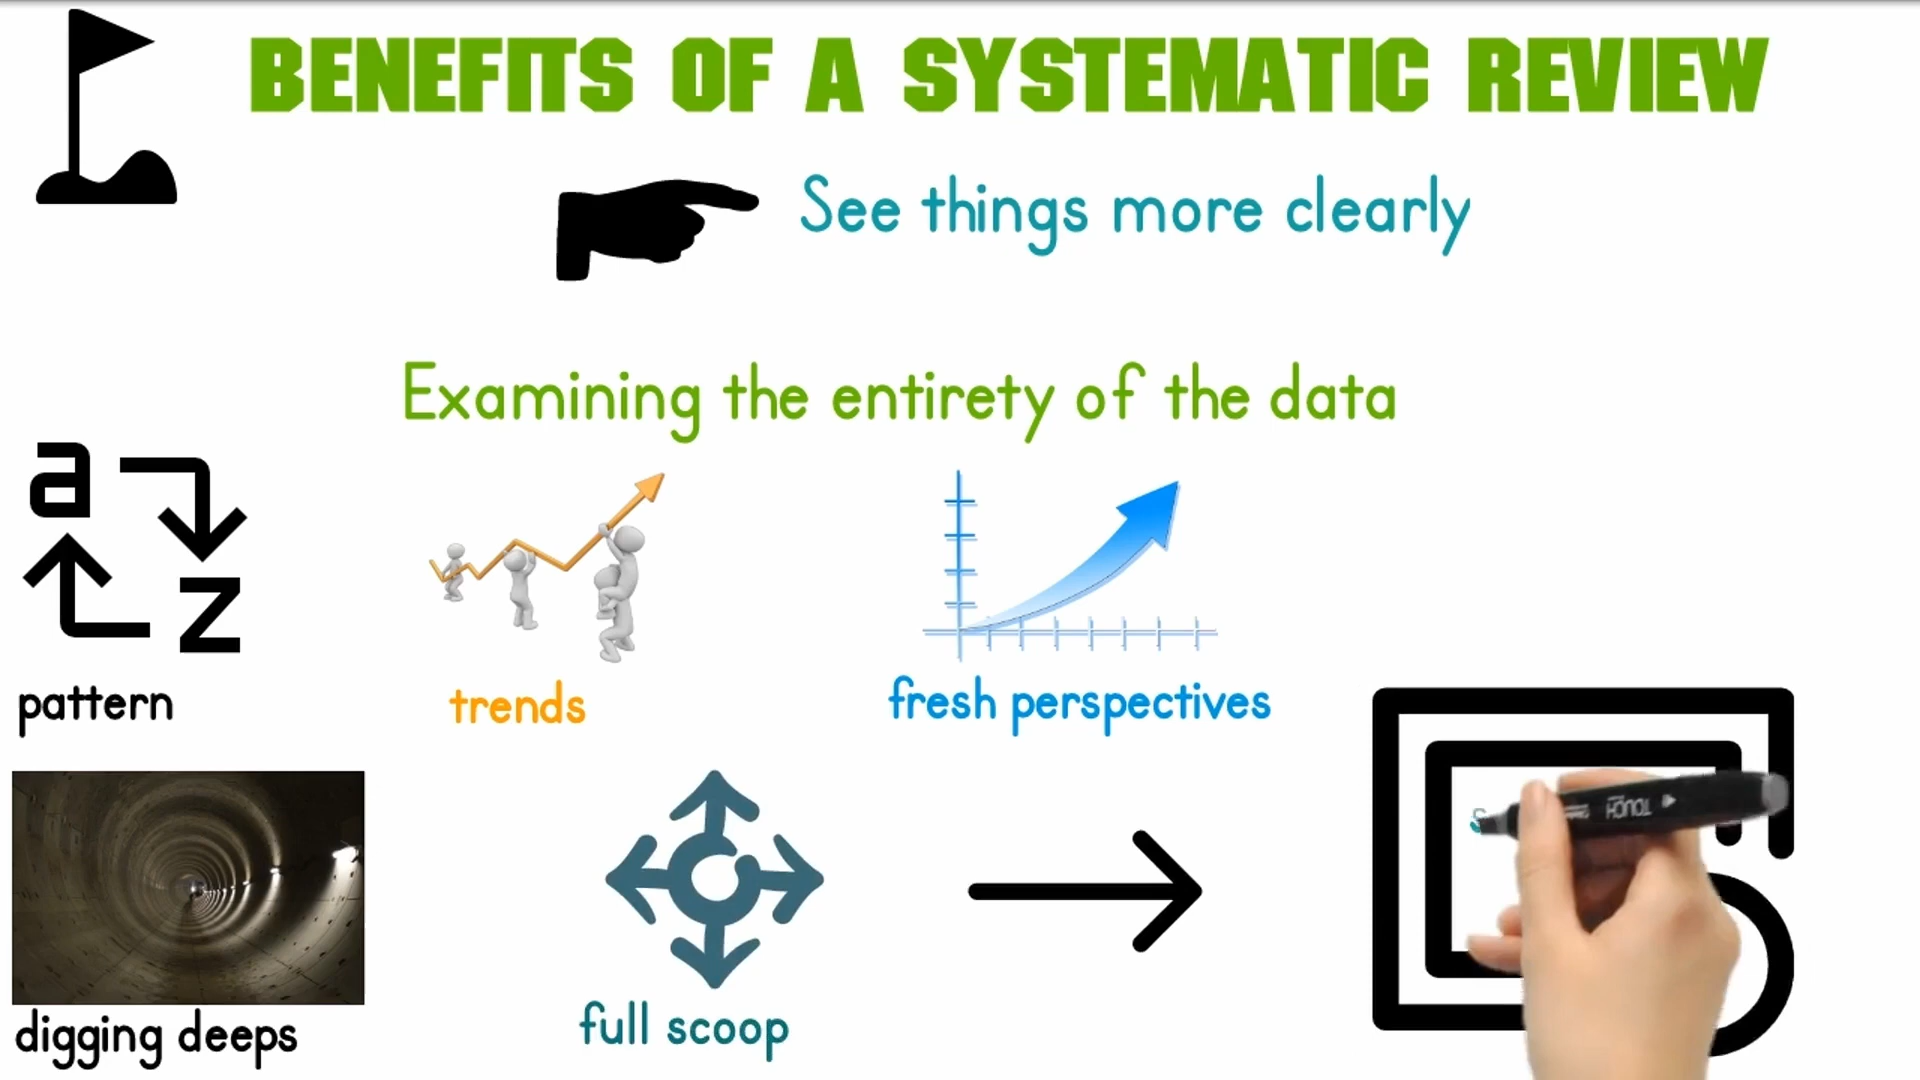 BENEFITS OF A SYSTEMATIC REVIEW
See things more clearly
Examining the entirety of the data
a
z
pattern
trends
fresh perspectives
digging deeps
full scoop
TOUCH